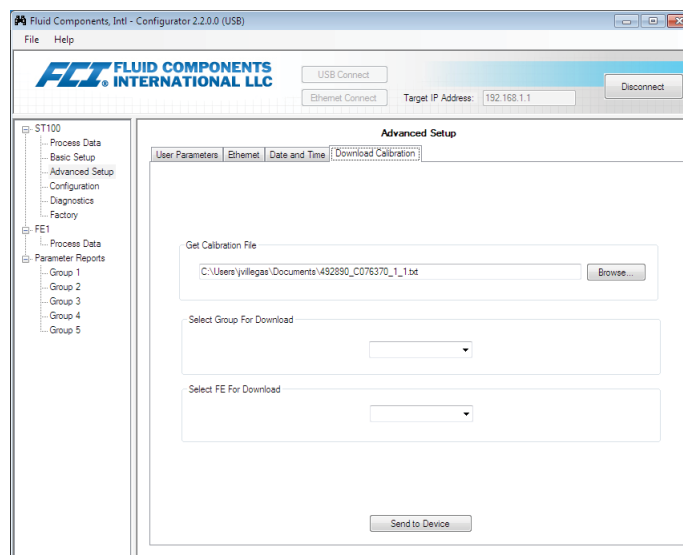 Fluid Components, Intl - Configurator 2.2.0.0 (USB)
File Help
FCI® FLUID COMPONENTS
INTERNATIONAL LLC
USB Connect
Ethernet Connect
Target IP Address: 192.168.1.1
Disconnect
ST100
Process Data
Basic Setup
Advanced Setup
Configuration
Diagnostics
Factory
FE1
Process Data
Parameter Reports
Group 1
Group 2
Group 3
Group 4
Group 5
Advanced Setup
User Parameters Ethernet Date and Time Download Calibration
Get Calibration File
C:\Users\jvillegas\Documents\492890_C076370_1_1.txt Browse...
Select Group For Download
Select FE For Download
Send to Device